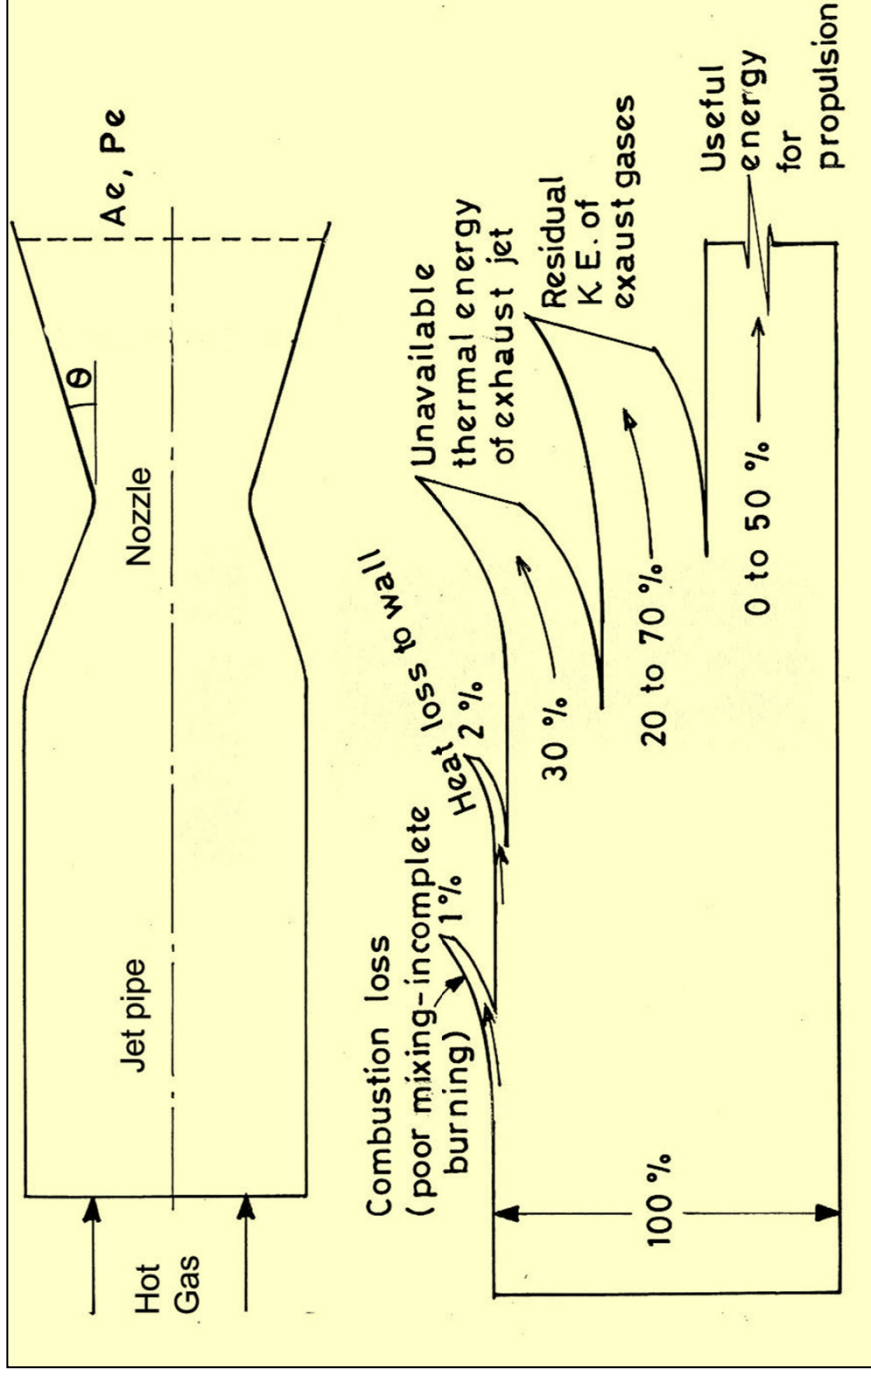 Hot
Gas
Jet pipe
Nozzle
θ
Ae, Pe
Combustion loss
(poor mixing-incomplete
burning)
1%
Heat loss to wall
2 %
Unavailable
thermal energy
of exhaust jet
30 %
Residual
K E. of
exaust gases
20 to 70 %
Useful
energy
for
propulsion
0 to 50 %
100 %